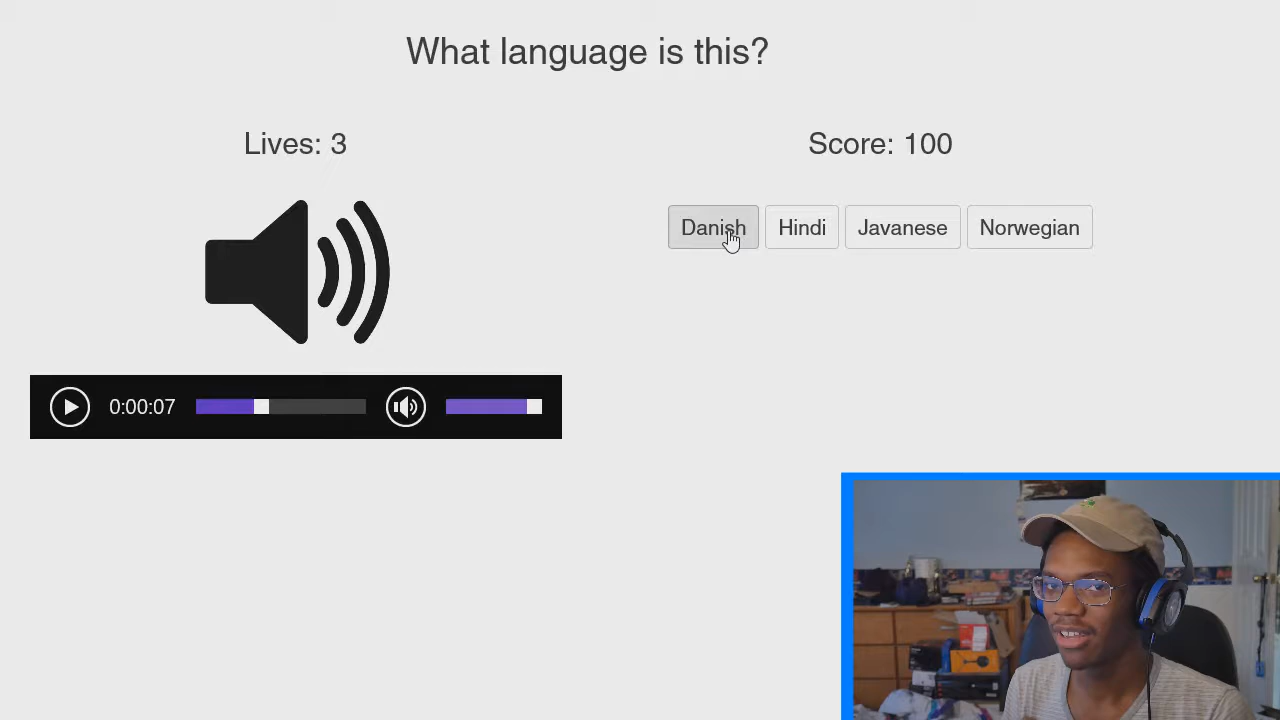 What language is this?
Lives: 3
Score: 100
Danish Hindi Javanese Norwegian
0:00:07